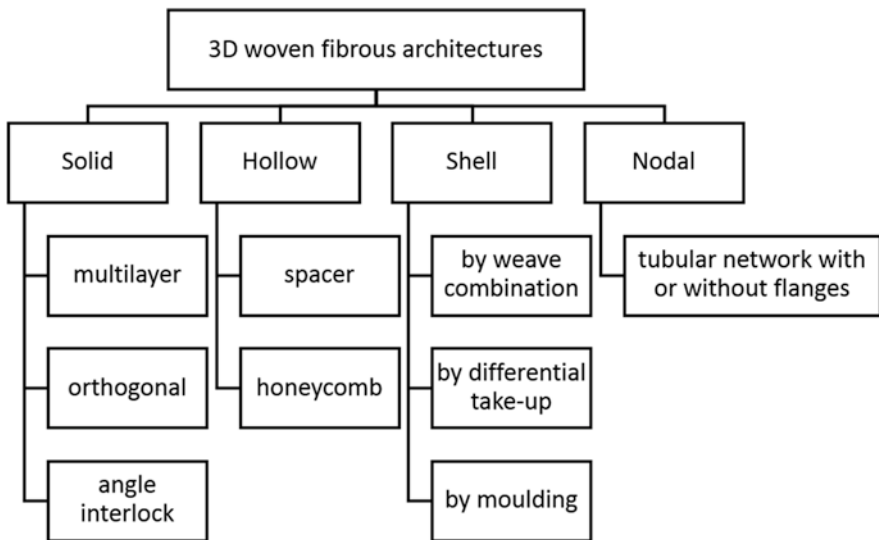 3D woven fibrous architectures
Solid
Hollow
Shell
Nodal
multilayer
spacer
by weave
combination
tubular network with
or without flanges
orthogonal
honeycomb
by differential
take-up
angle
interlock
by moulding